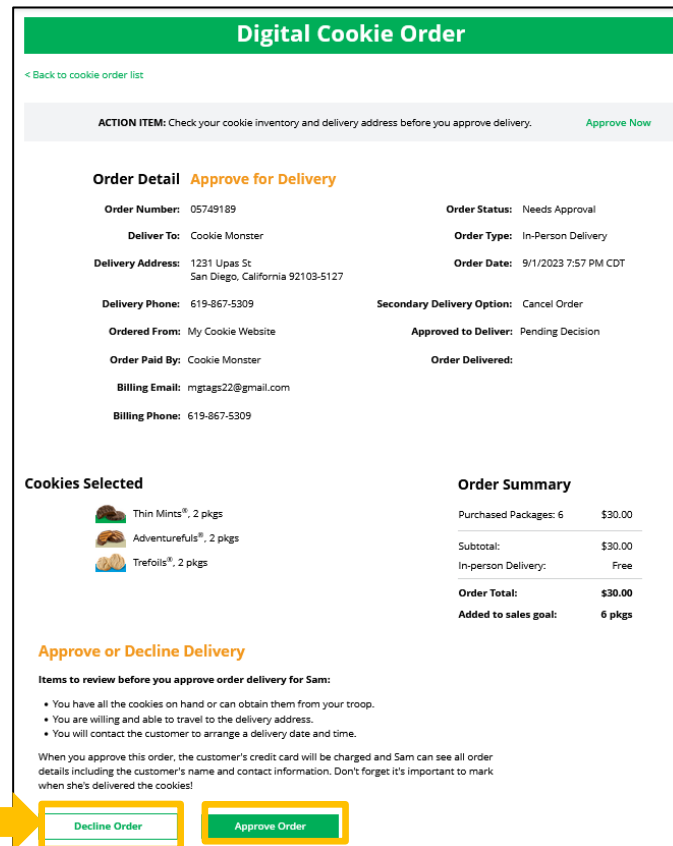 Digital Cookie Order
< Back to cookie order list
ACTION ITEM: Check your cookie inventory and delivery address before you approve delivery. Approve Now
Order Detail Approve for Delivery
Order Number: 05749189 Order Status: Needs Approval
Deliver To: Cookie Monster Order Type: In-Person Delivery
Delivery Address: 1231 Upas St Order Date: 9/1/2023 7:57 PM CDT
San Diego, California 92103-5127
Delivery Phone: 619-867-5309 Secondary Delivery Option: Cancel Order
Ordered From: My Cookie Website Approved to Deliver: Pending Decision
Order Paid By: Cookie Monster Order Delivered:
Billing Email: mgtags22@gmail.com
Billing Phone: 619-867-5309
Cookies Selected
Thin Mints®, 2 pkgs
Adventurefuls®, 2 pkgs
Trefoils®, 2 pkgs
Order Summary
Purchased Packages: 6 $30.00
Subtotal: $30.00
In-person Delivery: Free
Order Total: $30.00
Added to sales goal: 6 pkgs
Approve or Decline Delivery
Items to review before you approve order delivery for Sam:
• You have all the cookies on hand or can obtain them from your troop.
• You are willing and able to travel to the delivery address.
• You will contact the customer to arrange a delivery date and time.
When you approve this order, the customer's credit card will be charged and Sam can see all order
details including the customer's name and contact information. Don't forget it's important to mark
when she's delivered the cookies!
Decline Order Approve Order